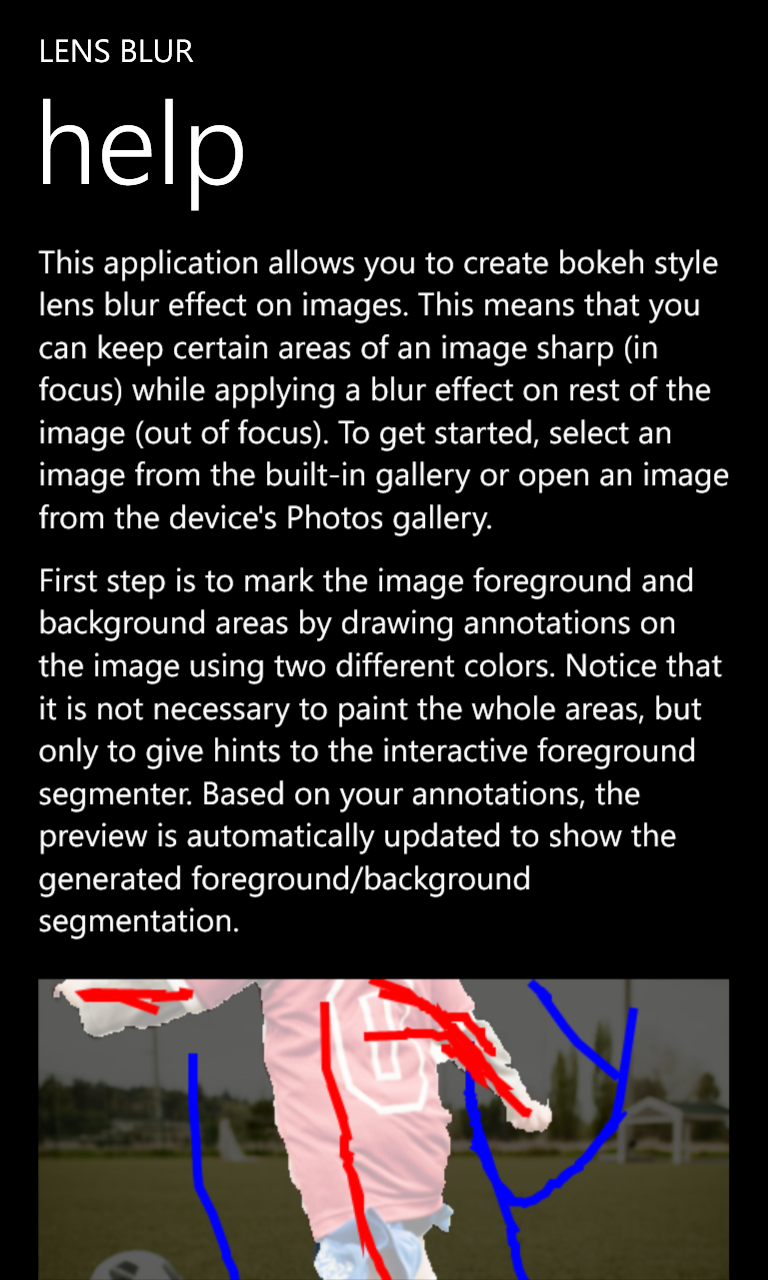 LENS BLUR
help
This application allows you to create bokeh style
lens blur effect on images. This means that you
can keep certain areas of an image sharp (in
focus) while applying a blur effect on rest of the
image (out of focus). To get started, select an
image from the built-in gallery or open an image
from the device's Photos gallery.
First step is to mark the image foreground and
background areas by drawing annotations on
the image using two different colors. Notice that
it is not necessary to paint the whole areas, but
only to give hints to the interactive foreground
segmenter. Based on your annotations, the
preview is automatically updated to show the
generated foreground/background
segmentation.